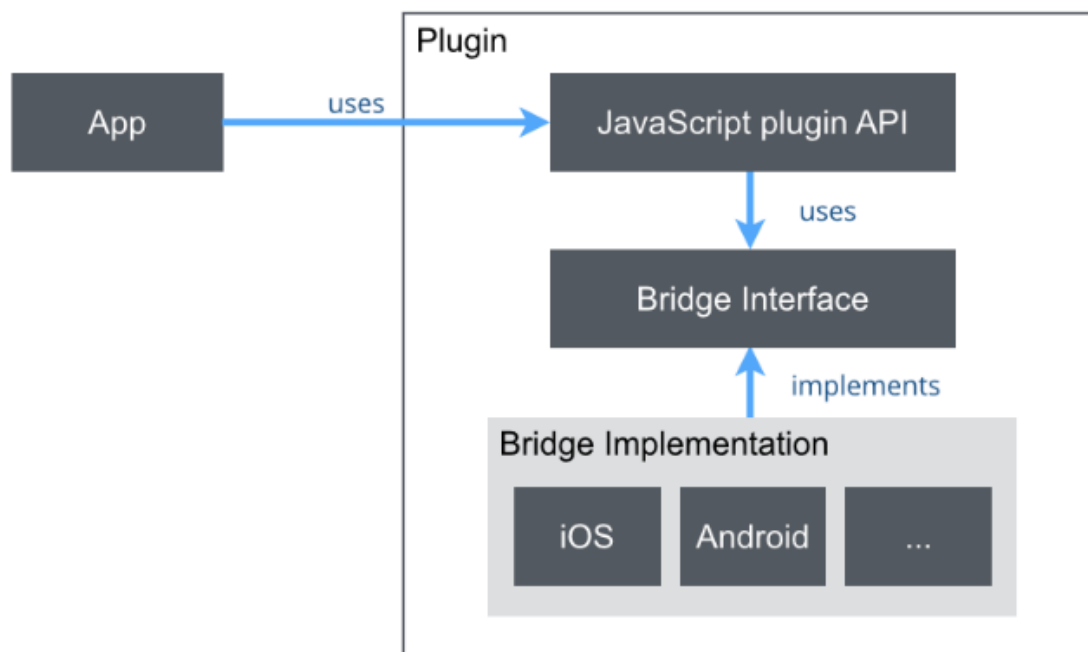 Plugin
App
uses
JavaScript plugin API
uses
Bridge Interface
implements
Bridge Implementation
iOS
Android
...